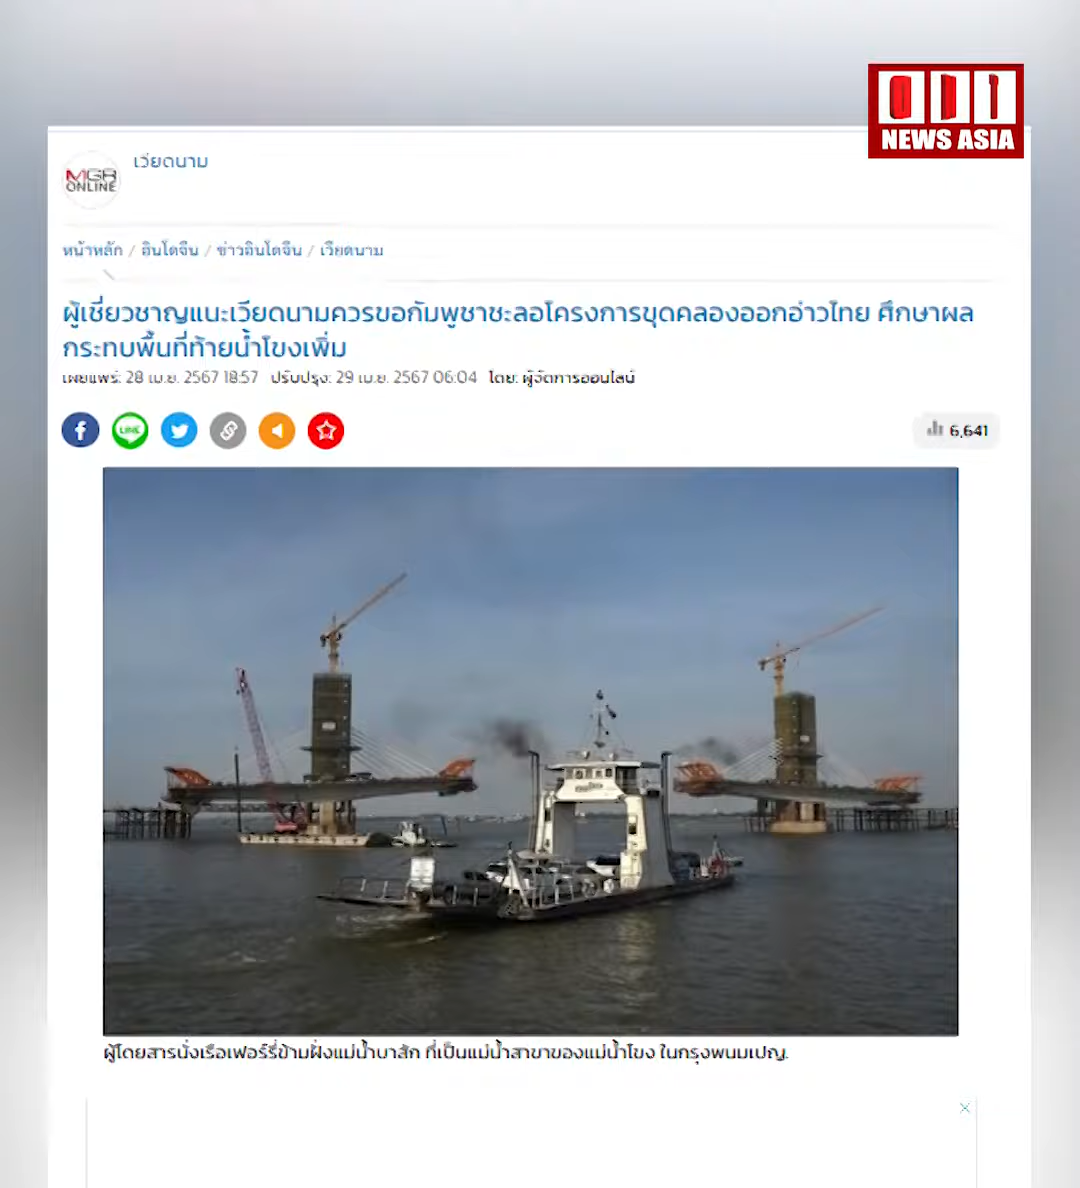 NEWS ASIA
MGR
ONLINE
เวียดนาม
หน้าหลัก / อินโดจีน / ข่าวอินโดจีน / เวียดนาม
ผู้เชี่ยวชาญแนะเวียดนามควรขอกัมพูชาชะลอโครงการขุดคลองออกอ่าวไทย ศึกษาผล
กระทบพื้นที่ท้ายน้ำโขงเพิ่ม
เผยแพร่: 28 เม.ย. 2567 18:57 ปรับปรุง: 29 เม.ย. 2567 06:04 โดย: ผู้จัดการออนไลน์
LINE
6,641
ผู้โดยสารนั่งเรือเฟอร์รี่ข้ามฝั่งแม่น้ำบาสัก ที่เป็นแม่น้ำสาขาของแม่น้ำโขง ในกรุงพนมเปญ.